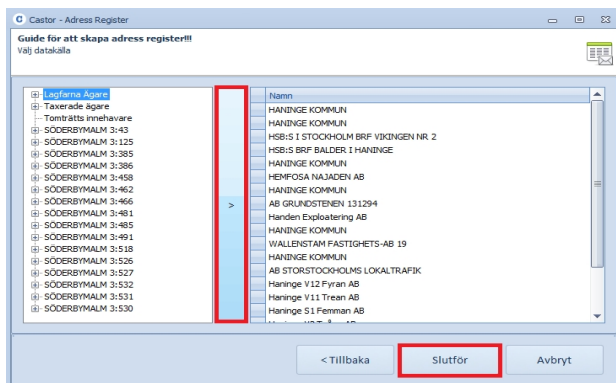 Castor - Adress Register
Guide för att skapa adress register!!!
Välj datakälla
Lagfarna Ägare
Taxerade ägare
Tomträtts innehavare
SÖDERBYMALM 3:43
SÖDERBYMALM 3:125
SÖDERBYMALM 3:385
SÖDERBYMALM 3:386
SÖDERBYMALM 3:458
SÖDERBYMALM 3:462
SÖDERBYMALM 3:466
SÖDERBYMALM 3:481
SÖDERBYMALM 3:485
SÖDERBYMALM 3:491
SÖDERBYMALM 3:518
SÖDERBYMALM 3:526
SÖDERBYMALM 3:527
SÖDERBYMALM 3:532
SÖDERBYMALM 3:531
SÖDERBYMALM 3:530
>
Namn
HANINGE KOMMUN
HANINGE KOMMUN
HSB:S I STOCKHOLM BRF VIKINGEN NR 2
HSB:S BRF BALDER I HANINGE
HANINGE KOMMUN
HEMFOSA NAJADEN AB
HANINGE KOMMUN
AB GRUNDSTENEN 131294
Handen Exploatering AB
HANINGE KOMMUN
WALLENSTAM FASTIGHETS-AB 19
HANINGE KOMMUN
AB STORSTOCKHOLMS LOKALTRAFIK
Haninge V12 Fyran AB
Haninge V11 Trean AB
Haninge S1 Femman AB
< Tillbaka
Slutför
Avbryt